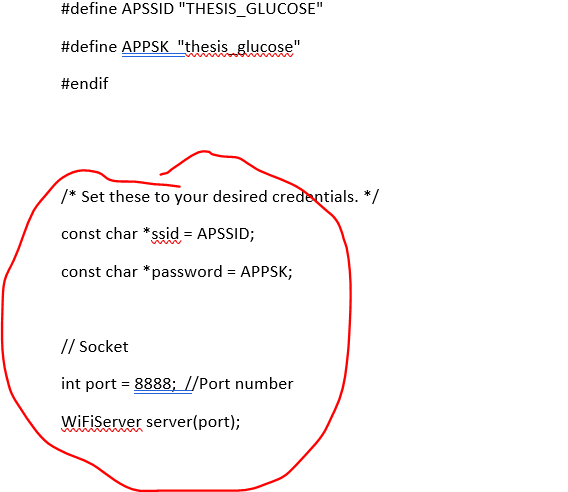 #define APSSID "THESIS_GLUCOSE"
#define APPSK  "thesis_glucose"
#endif
/* Set these to your desired credentials. */
const char *ssid = APSSID;
const char *password = APPSK;
// Socket
int port = 8888;  //Port number
WiFiServer server(port);